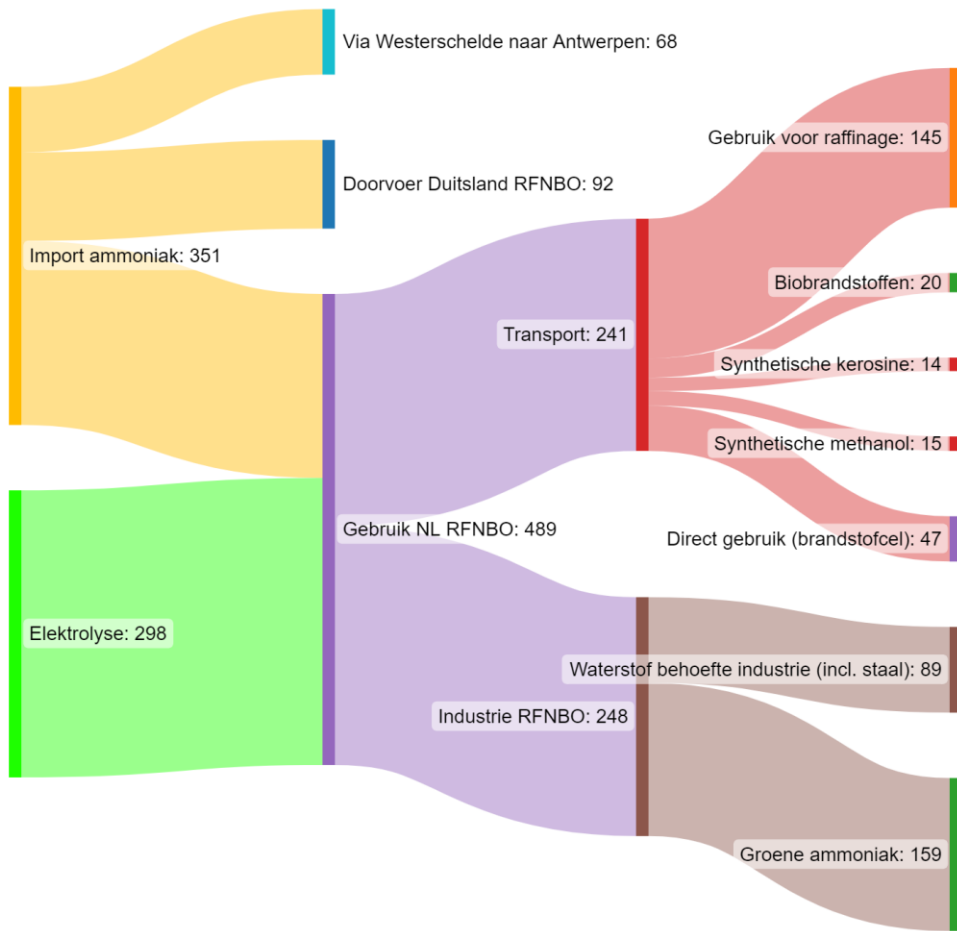 Via Westerschelde naar Antwerpen: 68
Doorvoer Duitsland RFNBO: 92
Import ammoniak: 351
Elektrolyse: 298
Gebruik NL RFNBO: 489
Transport: 241
Industrie RFNBO: 248
Gebruik voor raffinage: 145
Biobrandstoffen: 20
Synthetische kerosine: 14
Synthetische methanol: 15
Direct gebruik (brandstofcel): 47
Waterstof behoefte industrie (incl. staal): 89
Groene ammoniak: 159